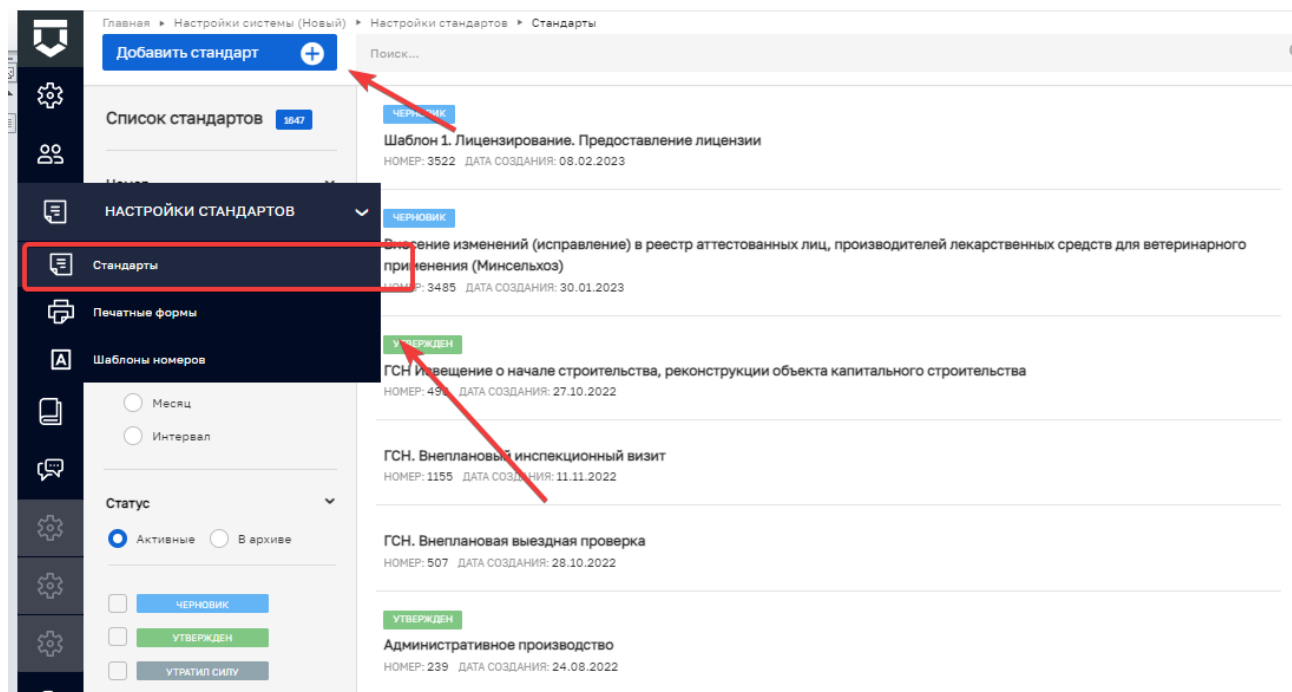 Главная ▸ Настройки системы (Новый) ▸ Настройки стандартов ▸ Стандарты
Добавить стандарт
Поиск...
Список стандартов 1647
НАСТРОЙКИ СТАНДАРТОВ
Стандарты
Печатные формы
Шаблоны номеров
Месяц
Интервал
Статус
Активные В архиве
ЧЕРНОВИК
УТВЕРЖДЕН
УТРАТИЛ СИЛУ
ЧЕРНОВИК
Шаблон 1. Лицензирование. Предоставление лицензии
НОМЕР: 3522 ДАТА СОЗДАНИЯ: 08.02.2023
ЧЕРНОВИК
Внесение изменений (исправление) в реестр аттестованных лиц, производителей лекарственных средств для ветеринарного
применения (Минсельхоз)
НОМЕР: 3485 ДАТА СОЗДАНИЯ: 30.01.2023
УТВЕРЖДЕН
ГСН Извещение о начале строительства, реконструкции объекта капитального строительства
НОМЕР: ДАТА СОЗДАНИЯ: 27.10.2022
ГСН. Внеплановый инспекционный визит
НОМЕР: 1155 ДАТА СОЗДАНИЯ: 11.11.2022
ГСН. Внеплановая выездная проверка
НОМЕР: 507 ДАТА СОЗДАНИЯ: 28.10.2022
УТВЕРЖДЕН
Административное производство
НОМЕР: 239 ДАТА СОЗДАНИЯ: 24.08.2022